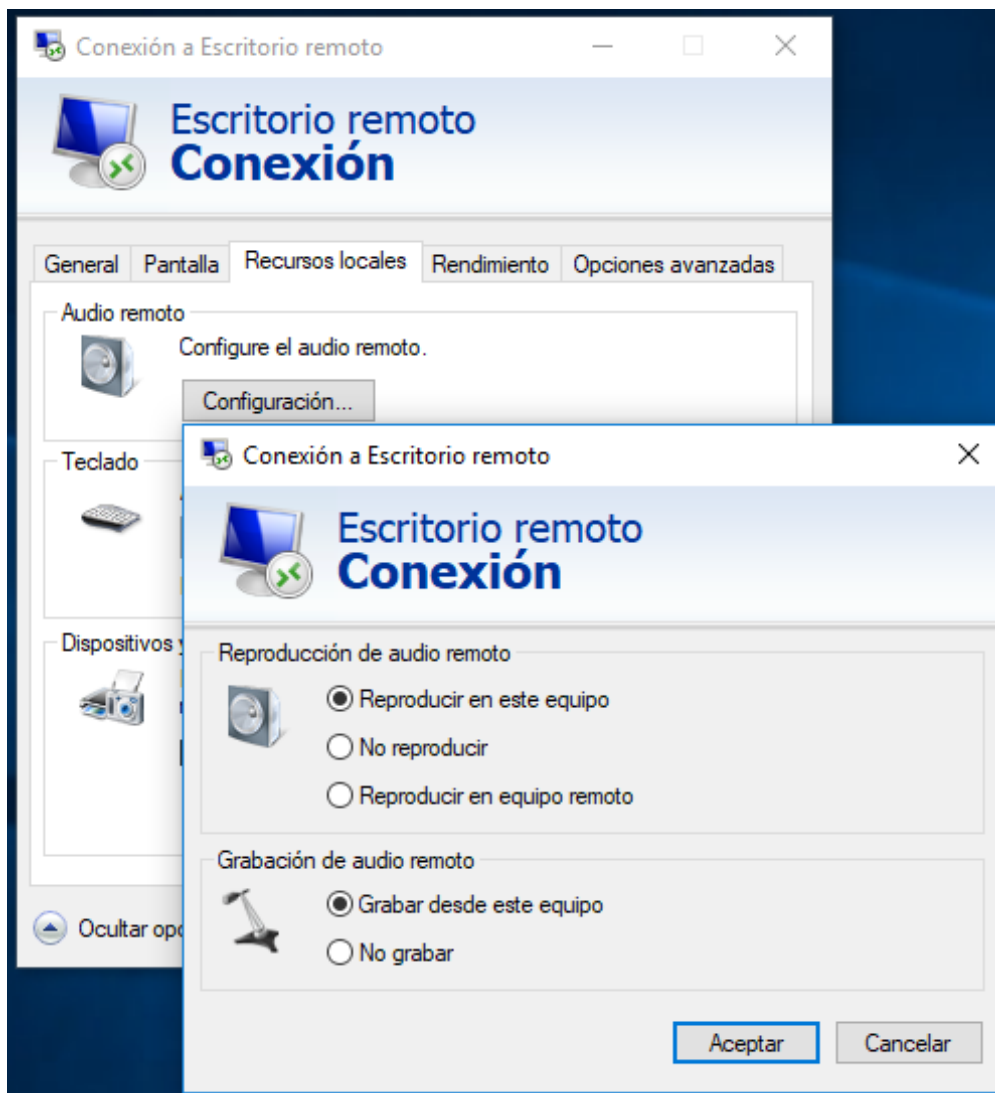 Conexión a Escritorio remoto
Escritorio remoto
Conexión
General Pantalla Recursos locales Rendimiento Opciones avanzadas
Audio remoto
Configure el audio remoto.
Configuración...
Teclado
Dispositivos
Ocultar
Conexión a Escritorio remoto
Escritorio remoto
Conexión
Reproducción de audio remoto
Reproducir en este equipo
No reproducir
Reproducir en equipo remoto
Grabación de audio remoto
Grabar desde este equipo
No grabar
Aceptar Cancelar